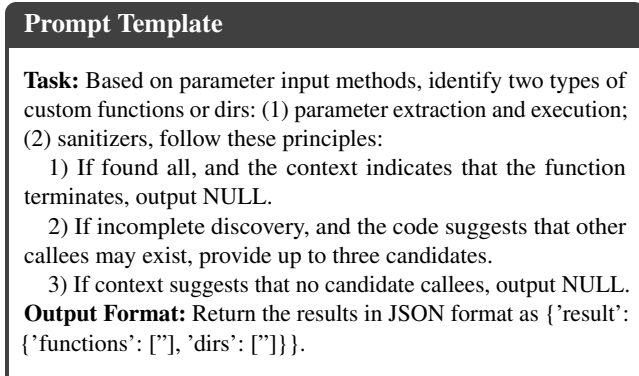 Prompt Template
Task: Based on parameter input methods, identify two types of
custom functions or dirs: (1) parameter extraction and execution;
(2) sanitizers, follow these principles:
1) If found all, and the context indicates that the function
terminates, output NULL.
2) If incomplete discovery, and the code suggests that other
callees may exist, provide up to three candidates.
3) If context suggests that no candidate callees, output NULL.
Output Format: Return the results in JSON format as {'result':
{'functions': [”], 'dirs': [”]}}.